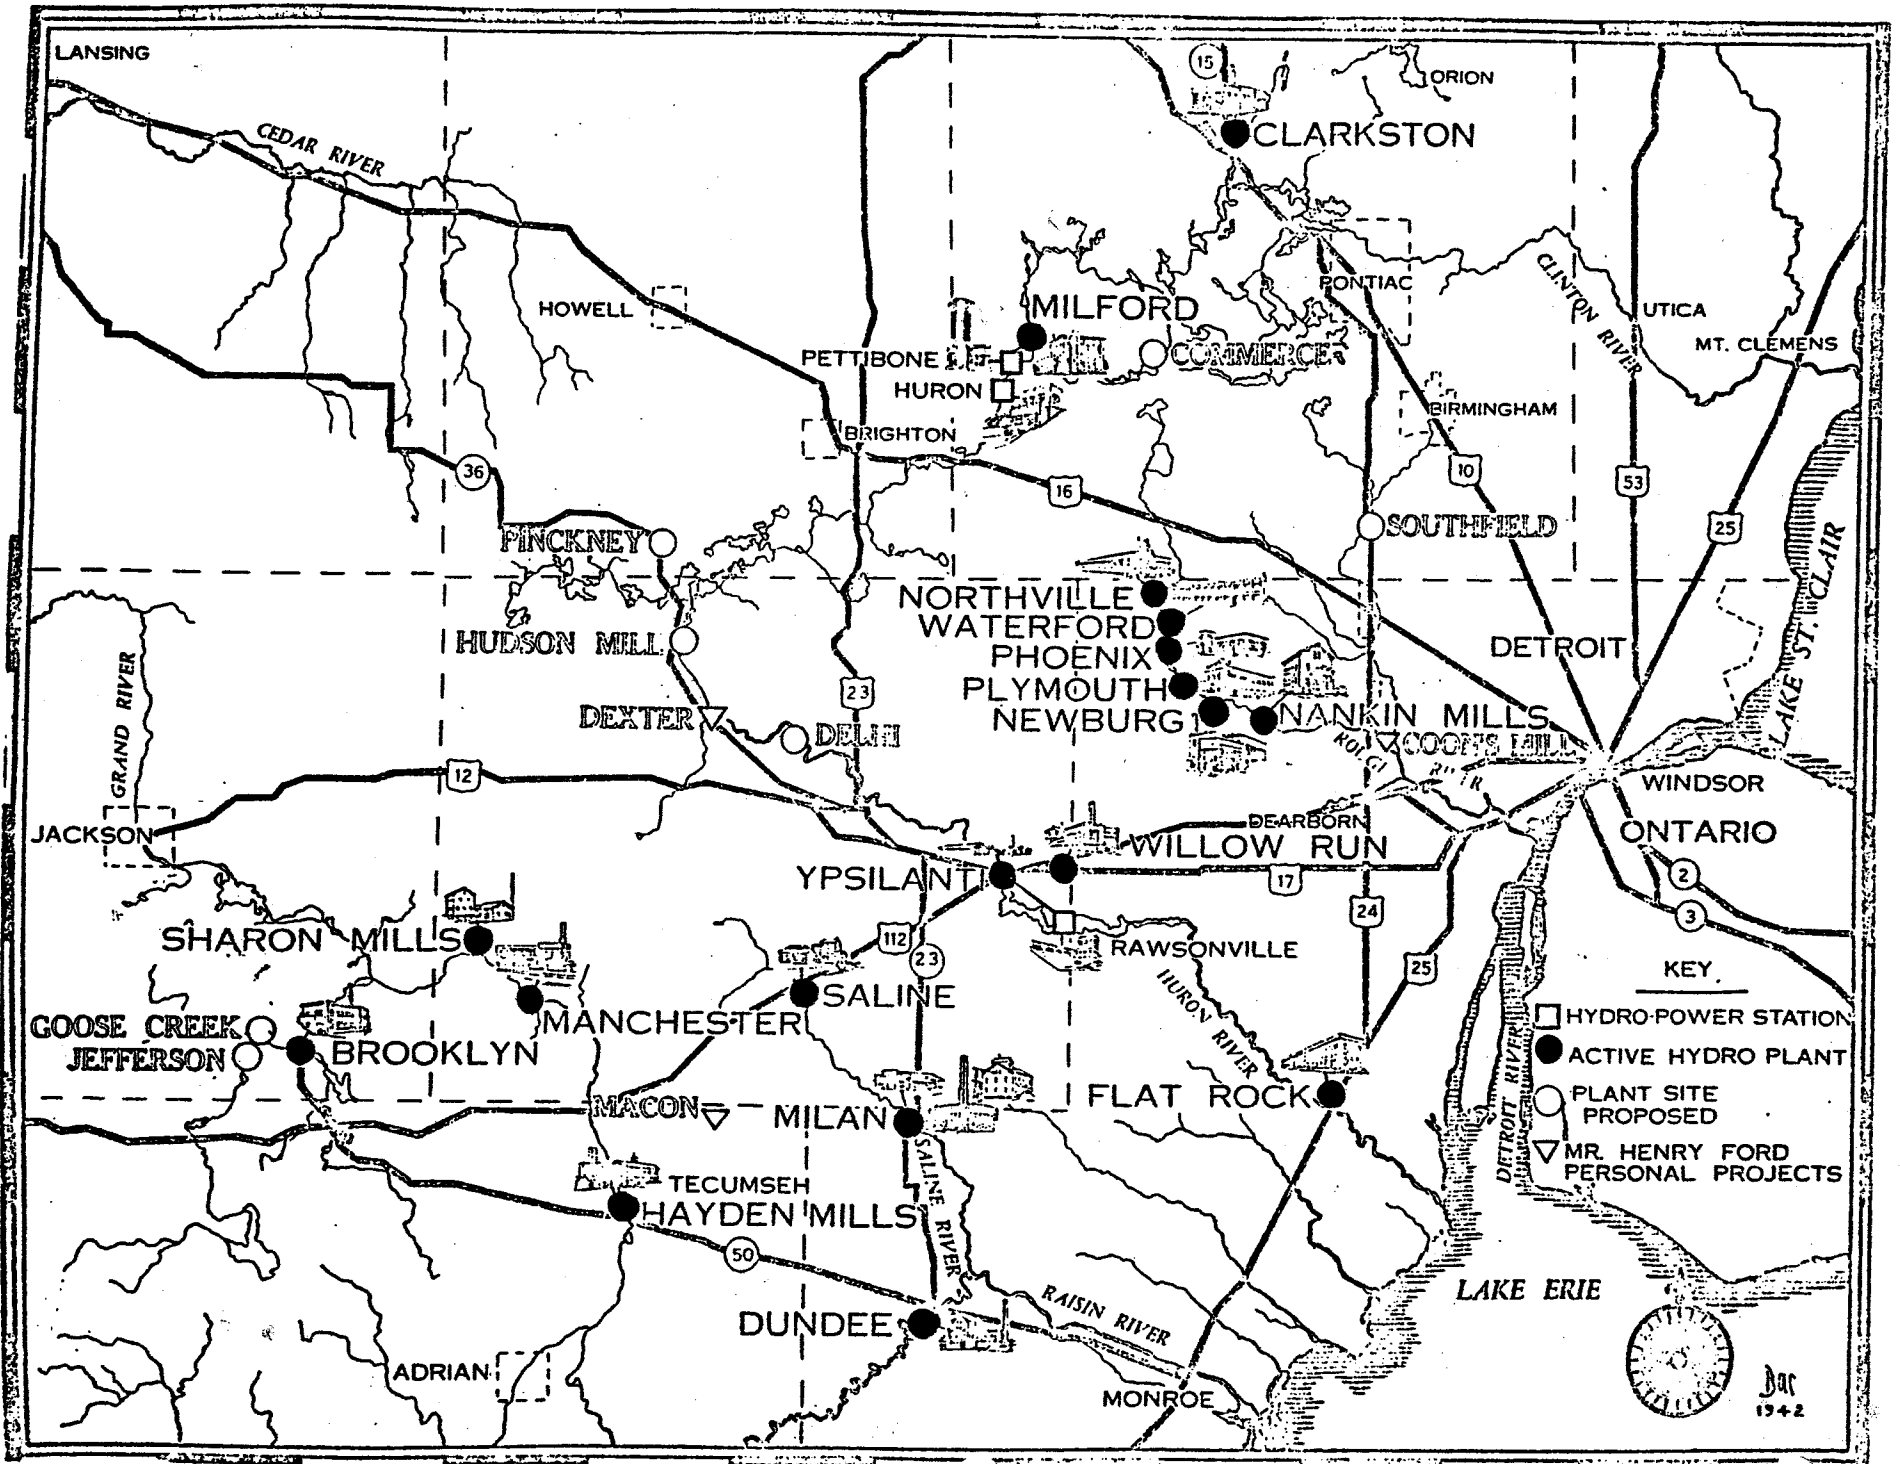 LANSING
15
ORION
CLARKSTON
CEDAR RIVER
PONTIAC
CLINTON RIVER
HOWELL
MILFORD
UTICA
MT. CLEMENS
PETTIBONE
COMMERCE
HURON
BIRMINGHAM
BRIGHTON
36
16
10
53
25
PINCKNEY
SOUTHFIELD
LAKE ST. CLAIR
NORTHVILLE
WATERFORD
HUDSON MILL
PHOENIX
DETROIT
GRAND RIVER
PLYMOUTH
23
DEXTER
NEWBURG
NANKIN MILLS
DELHI
COON'S MILL
RIVER
12
WINDSOR
JACKSON
DEARBORN
ONTARIO
WILLOW RUN
YPSILANTI
17
2
24
3
SHARON MILLS
112
23
RAWSONVILLE
25
KEY
SALINE
HURON RIVER
HYDRO-POWER STATION
MANCHESTER
GOOSE CREEK
JEFFERSON
BROOKLYN
ACTIVE HYDRO PLANT
DETROIT RIVER
FLAT ROCK
PLANT SITE
PROPOSED
MACON
MILAN
MR. HENRY FORD
PERSONAL PROJECTS
SALINE RIVER
TECUMSEH
HAYDEN MILLS
50
LAKE ERIE
RAISIN RIVER
DUNDEE
ADRIAN
MONROE
1942